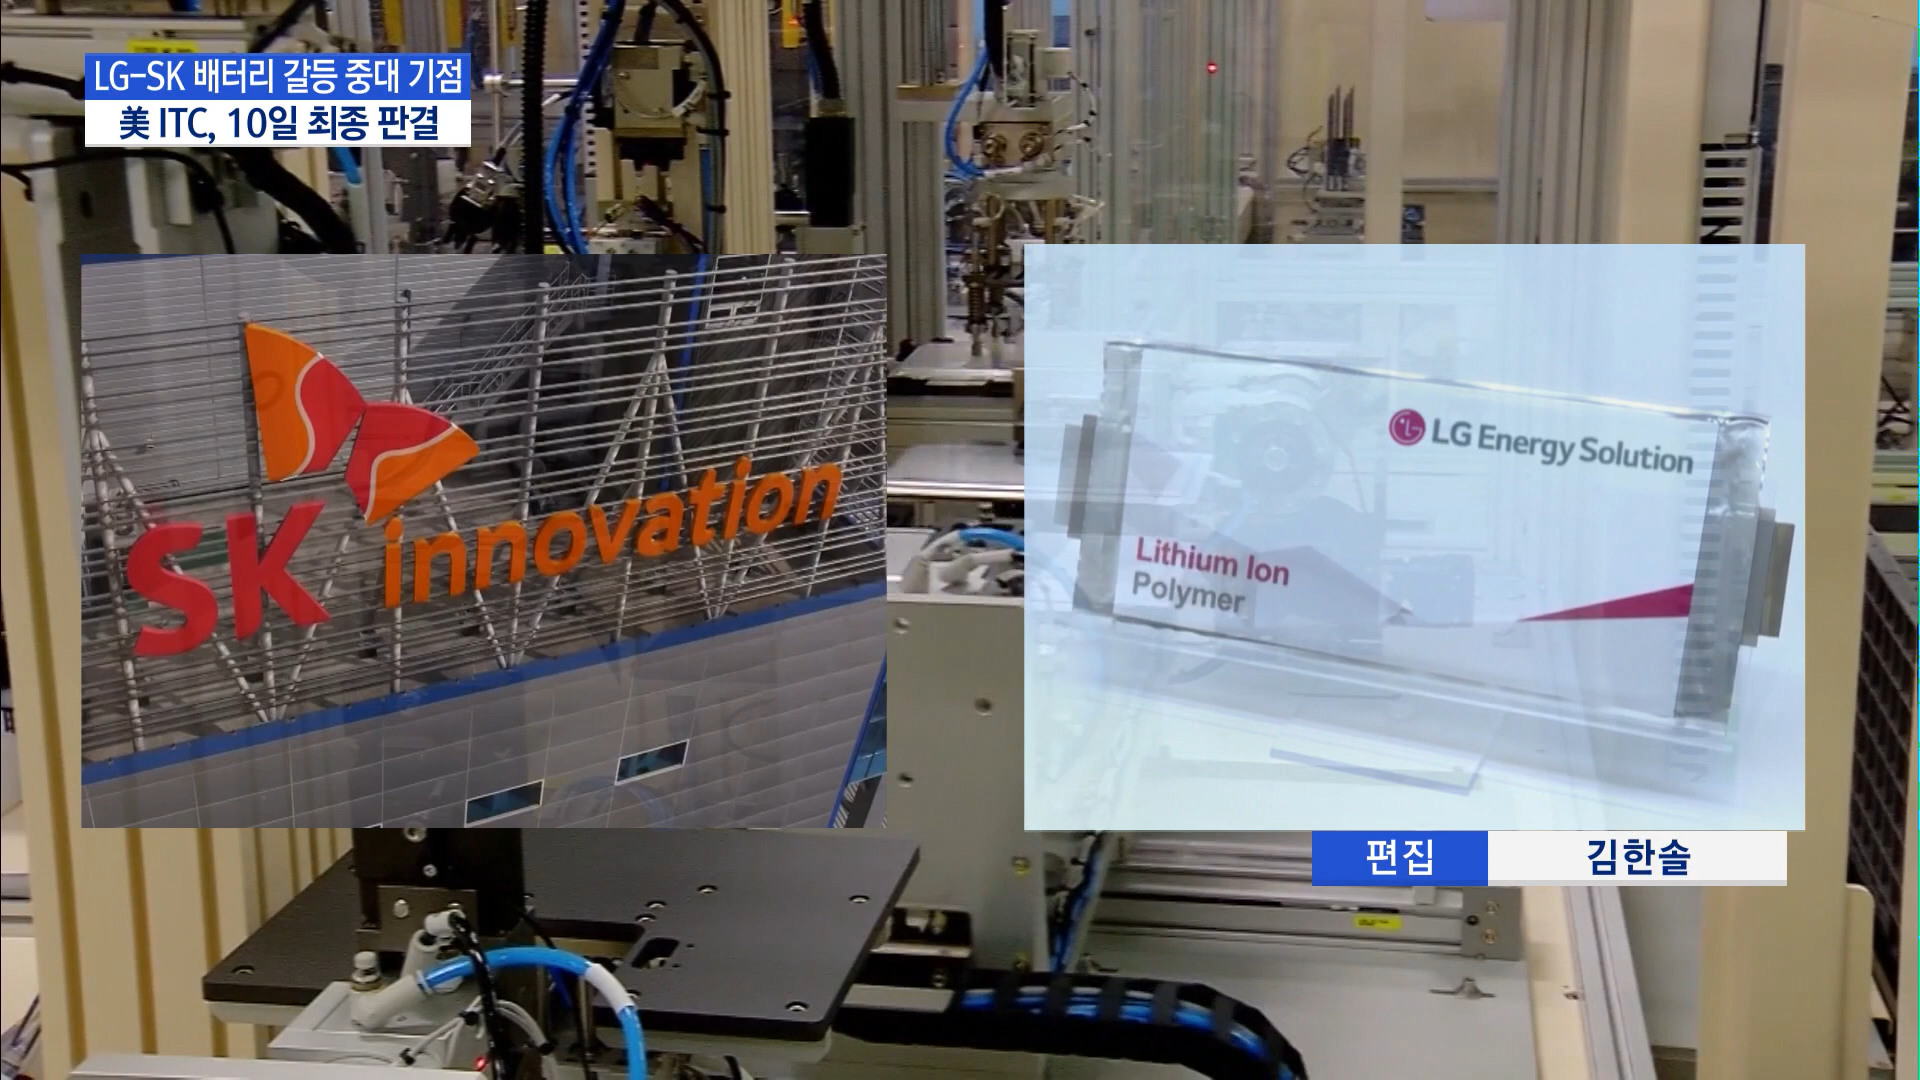 LG-SK 배터리 갈등 중대 기점
美 ITC, 10일 최종 판결
SK innovation
LG Energy Solution
Lithium Ion
Polymer
편집 김한솔